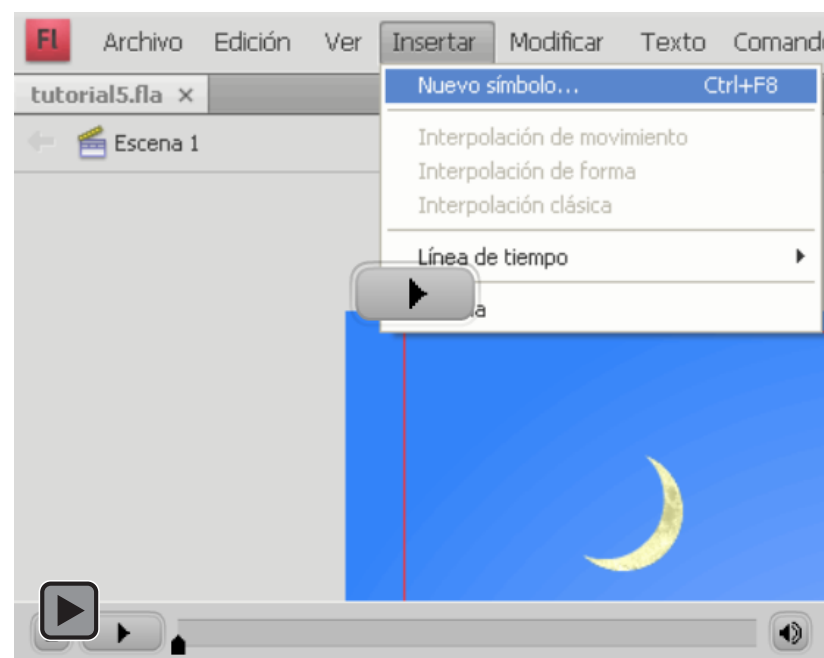 Fl Archivo Edición Ver Insertar Modificar Texto
tutorial5.fla ×
Nuevo símbolo... Ctrl+F8
Escena 1
Interpolación de movimiento
Interpolación de forma
Interpolación clásica
Línea de tiempo